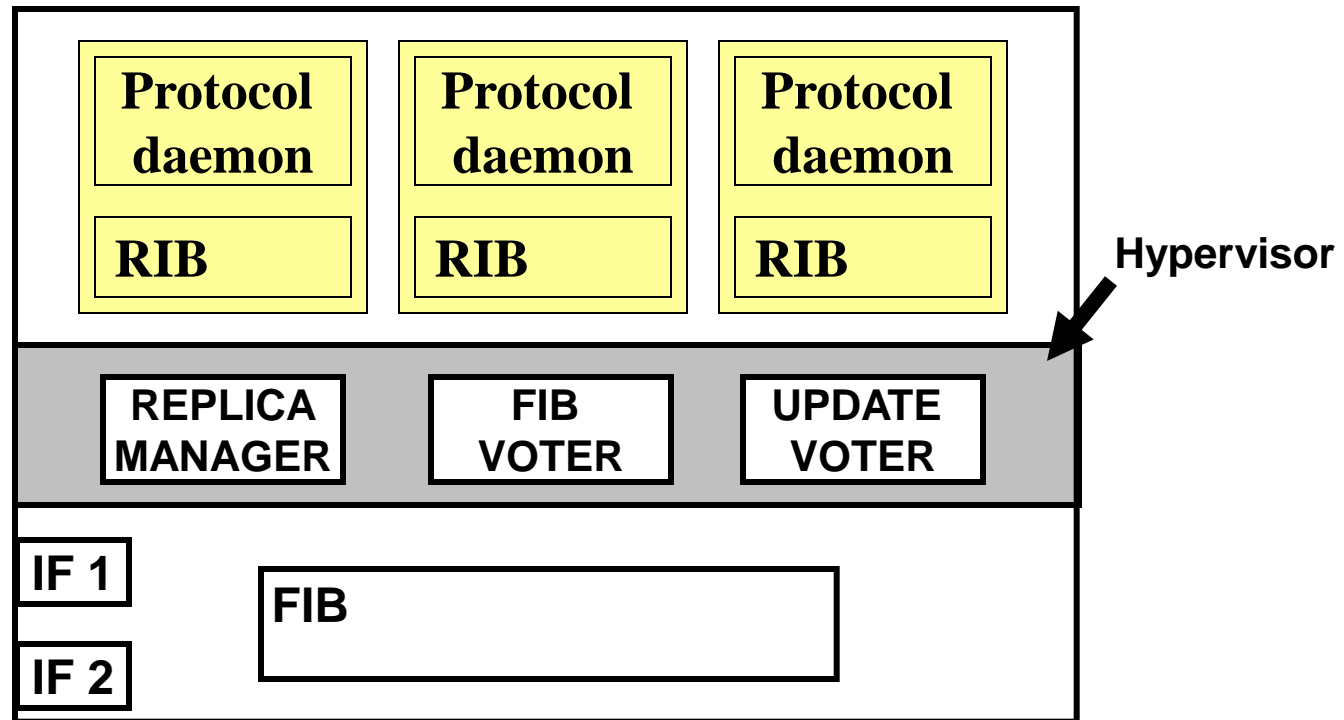 Protocol
daemon
RIB
Protocol
daemon
RIB
Protocol
daemon
RIB
Hypervisor
REPLICA
MANAGER
FIB
VOTER
UPDATE
VOTER
IF 1
FIB
IF 2